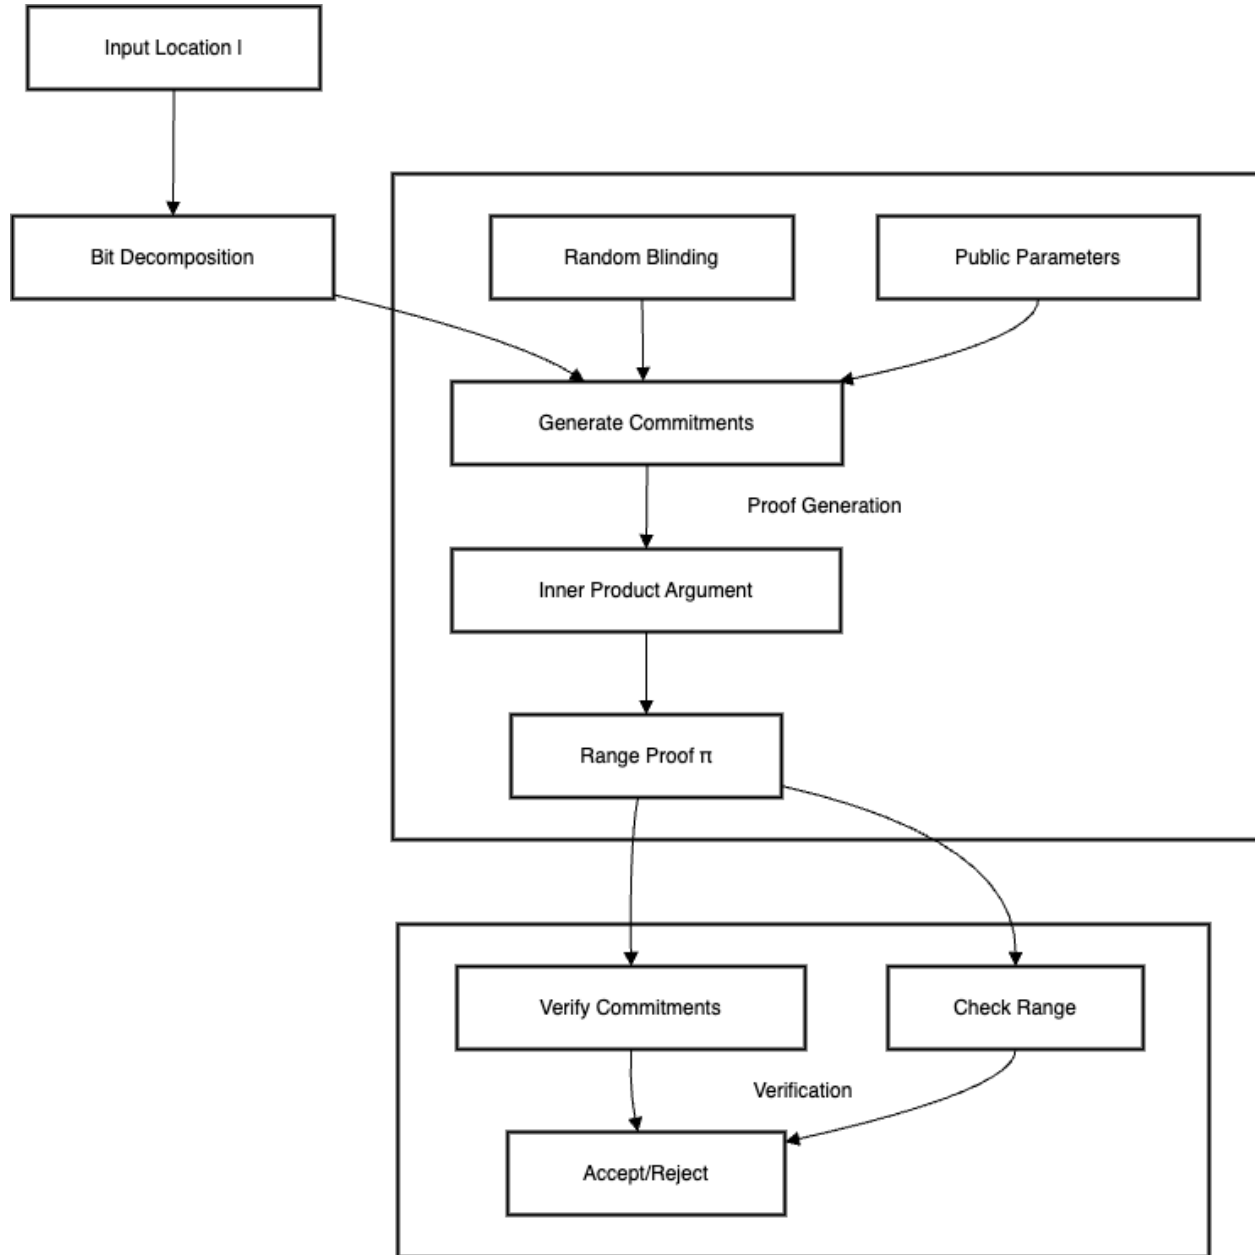 Input Location l
Bit Decomposition
Random Blinding
Public Parameters
Generate Commitments
Proof Generation
Inner Product Argument
Range Proof π
Verify Commitments
Check Range
Verification
Accept/Reject